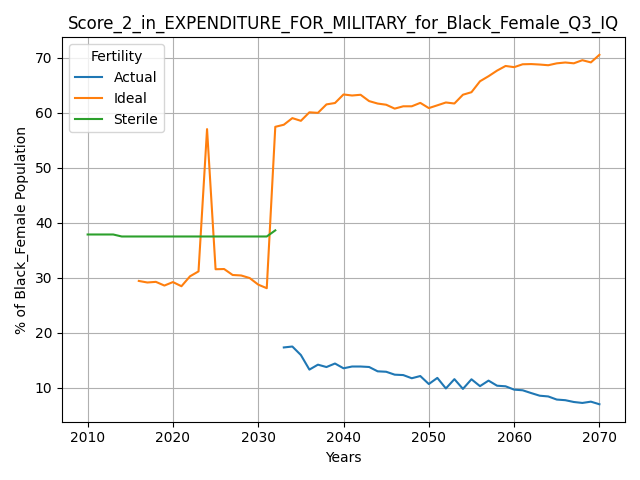 Score_2_in_EXPENDITURE_FOR_MILITARY_for_Black_Female_Q3_IQ
Fertility
Actual
Ideal
Sterile
% of Black_Female Population
70
60
50
40
30
20
10
2010 2020 2030 2040 2050 2060 2070
Years